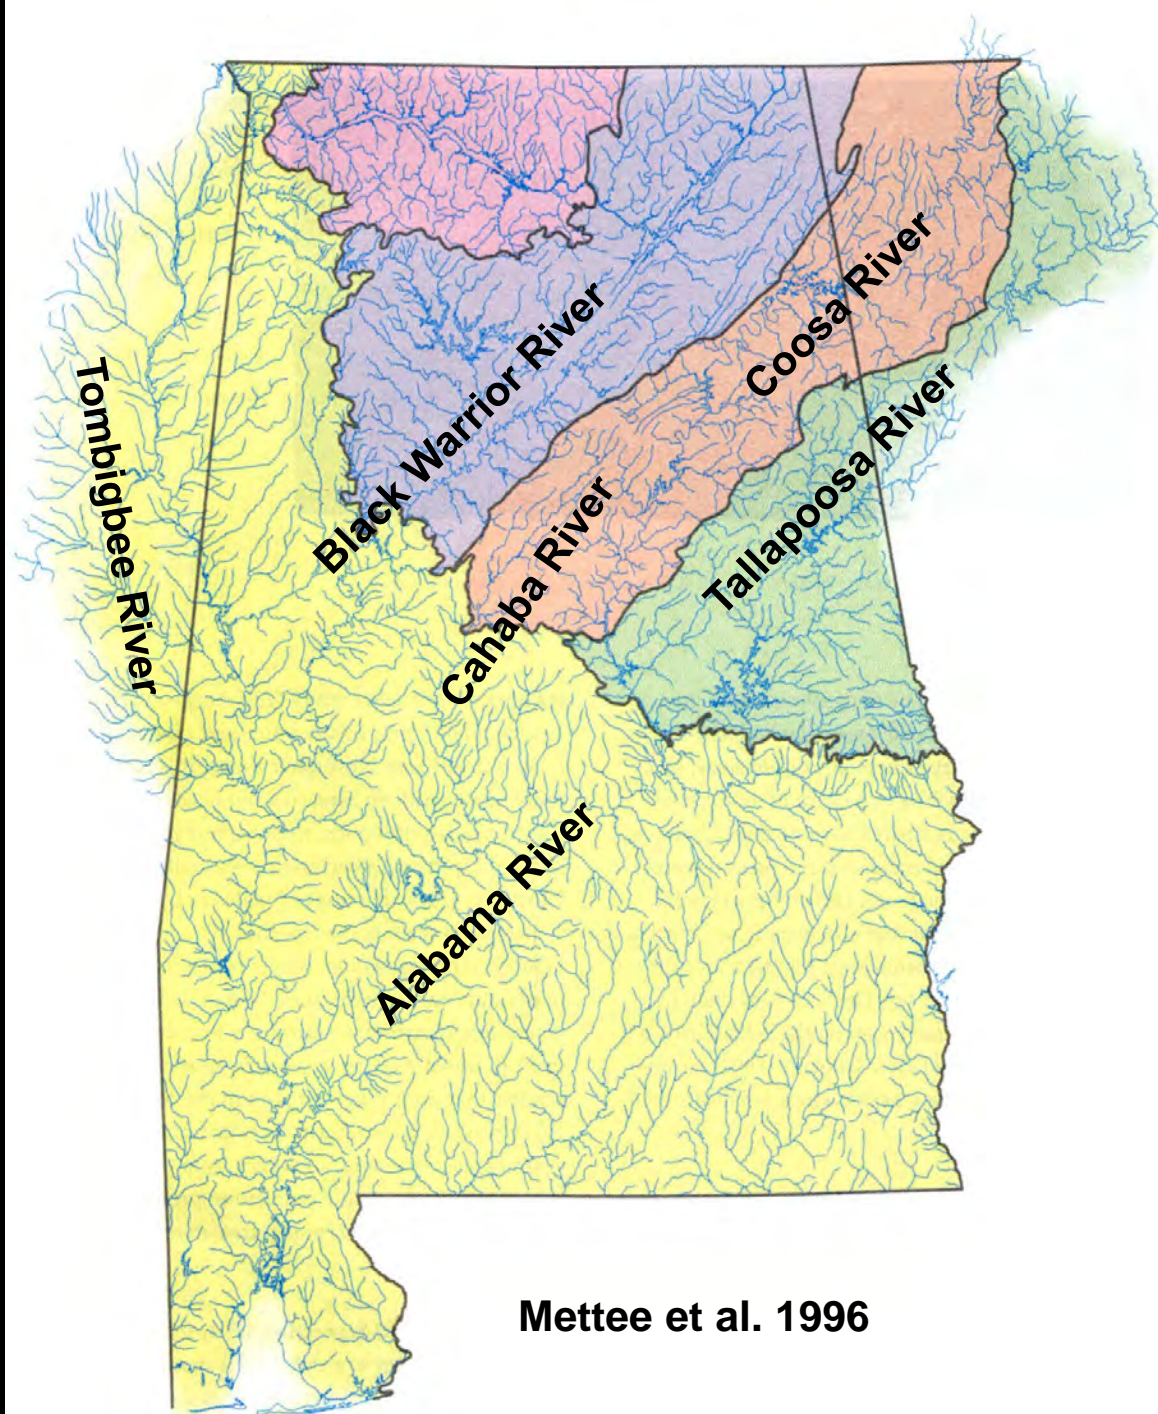 Coosa River
Black Warrior River
Tombigbee River
Tallapoosa River
Cahaba River
Alabama River
Mettee et al. 1996